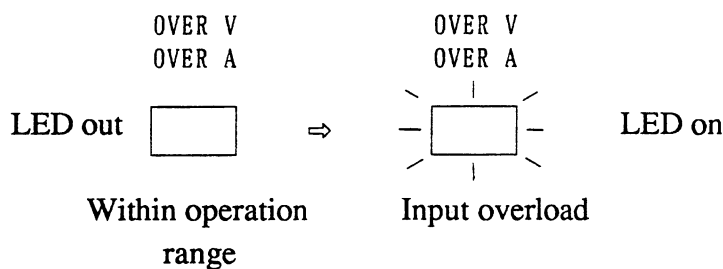 OVER V OVER V
OVER A OVER A
LED out ⇨ LED on
Within operation Input overload
range